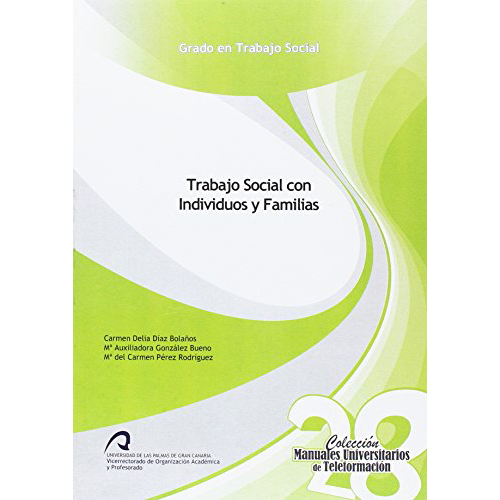 Grado en Trabajo Social
Trabajo Social con
Individuos y Familias
Carmen Delia Díaz Bolaños
Mª Auxiliadora González Bueno
Mª del Carmen Pérez Rodríguez
UNIVERSIDAD DE LAS PALMAS DE GRAN CANARIA
Vicerrectorado de Organización Académica
y Profesorado
28
Colección
Manuales Universitarios
de Teleformación